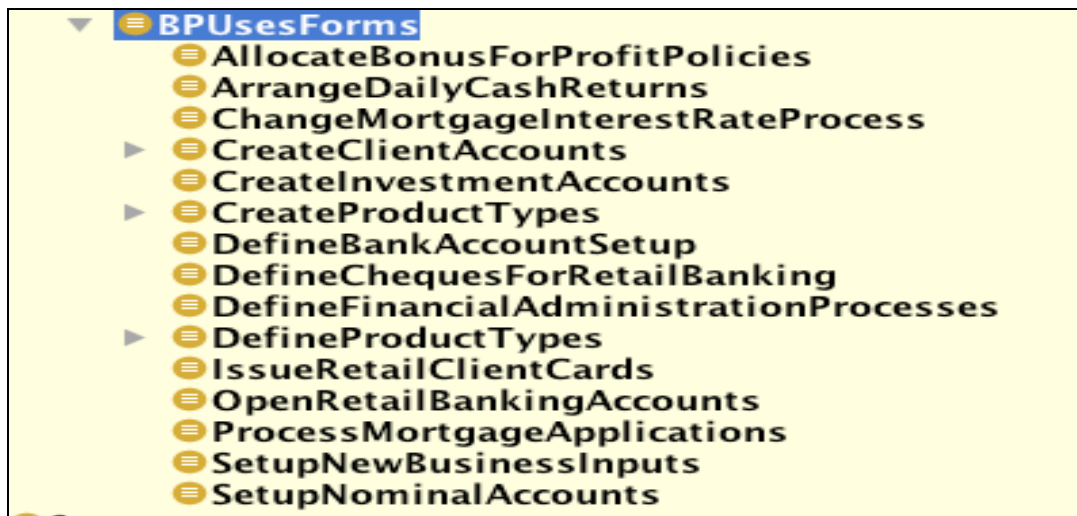 BPUsesForms
AllocateBonusForProfitPolicies
ArrangeDailyCashReturns
ChangeMortgageInterestRateProcess
CreateClientAccounts
CreateInvestmentAccounts
CreateProductTypes
DefineBankAccountSetup
DefineChequesForRetailBanking
DefineFinancialAdministrationProcesses
DefineProductTypes
IssueRetailClientCards
OpenRetailBankingAccounts
ProcessMortgageApplications
SetupNewBusinessInputs
SetupNominalAccounts